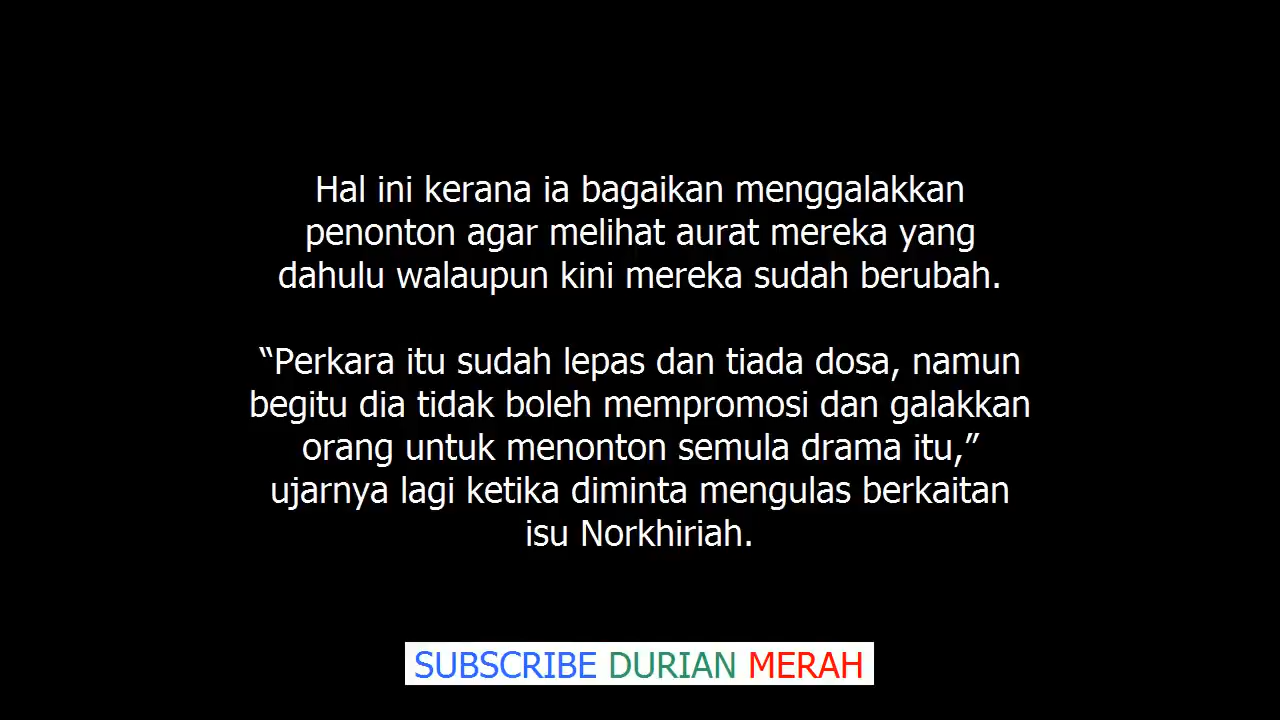 Hal ini kerana ia bagaikan menggalakkan
penonton agar melihat aurat mereka yang
dahulu walaupun kini mereka sudah berubah.
“Perkara itu sudah lepas dan tiada dosa, namun
begitu dia tidak boleh mempromosi dan galakkan
orang untuk menonton semula drama itu,”
ujarnya lagi ketika diminta mengulas berkaitan
isu Norkhiriah.
SUBSCRIBE DURIAN MERAH